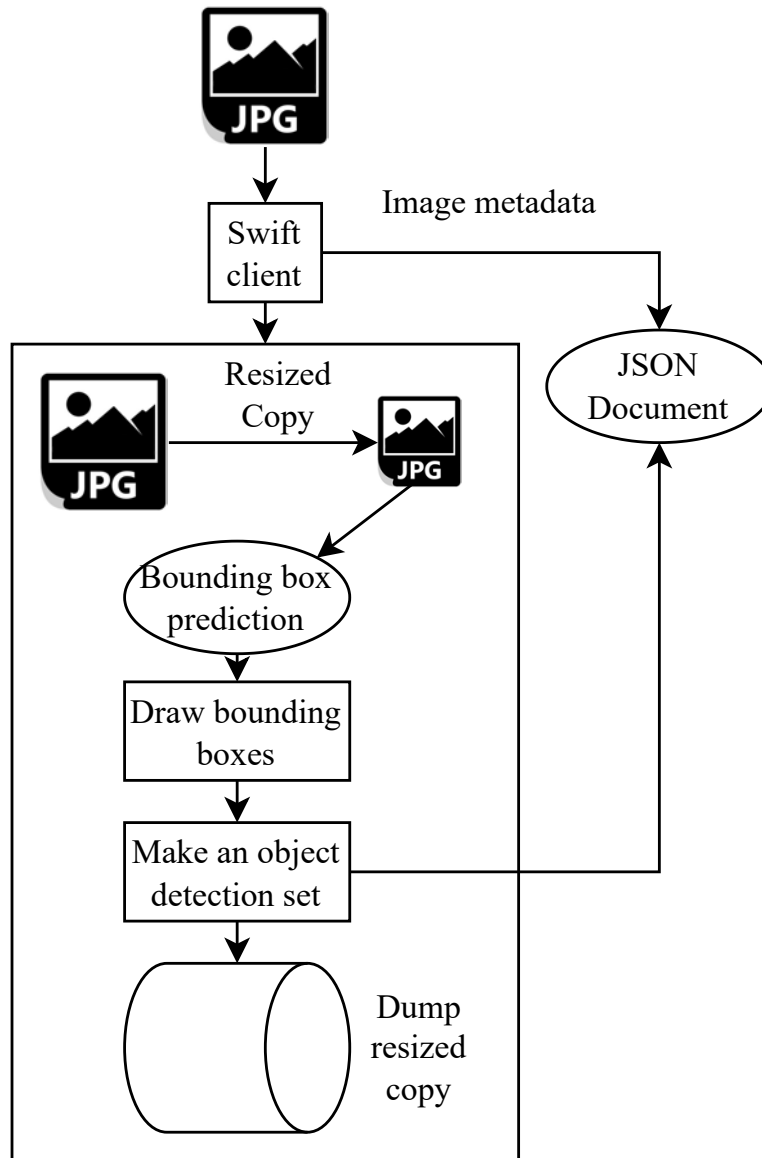 JPG
Image metadata
Swift
client
Resized
Copy
JPG
JPG
JSON
Document
Bounding box
prediction
Draw bounding
boxes
Make an object
detection set
Dump
resized
copy